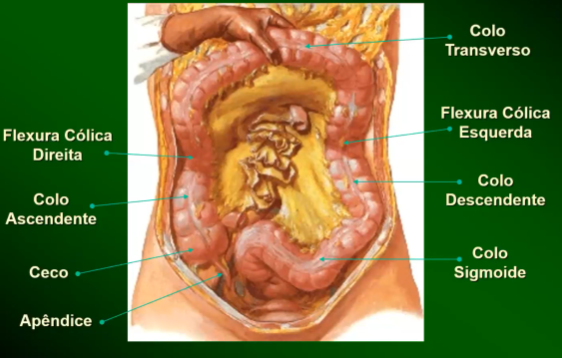 Colo
Transverso
Flexura Cólica
Esquerda
Flexura Cólica
Direita
Colo
Descendente
Colo
Ascendente
Colo
Sigmoide
Ceco
Apêndice